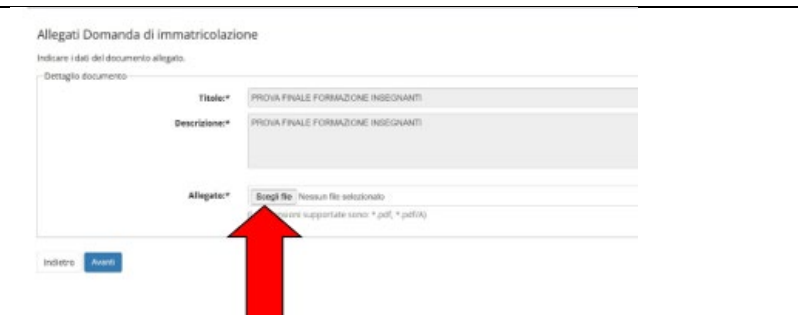 Allegati Domanda di immatricolazione
Indicare i dati del documento allegato.
Dettaglio documento
Titolo:* PROVA FINALE FORMAZIONE INSEGNANTI
Descrizione:* PROVA FINALE FORMAZIONE INSEGNANTI
Allegato:* Scegli file Nessun file selezionato
supportate sono: *.pdf, *.pdf/A)
Indietro Avanti